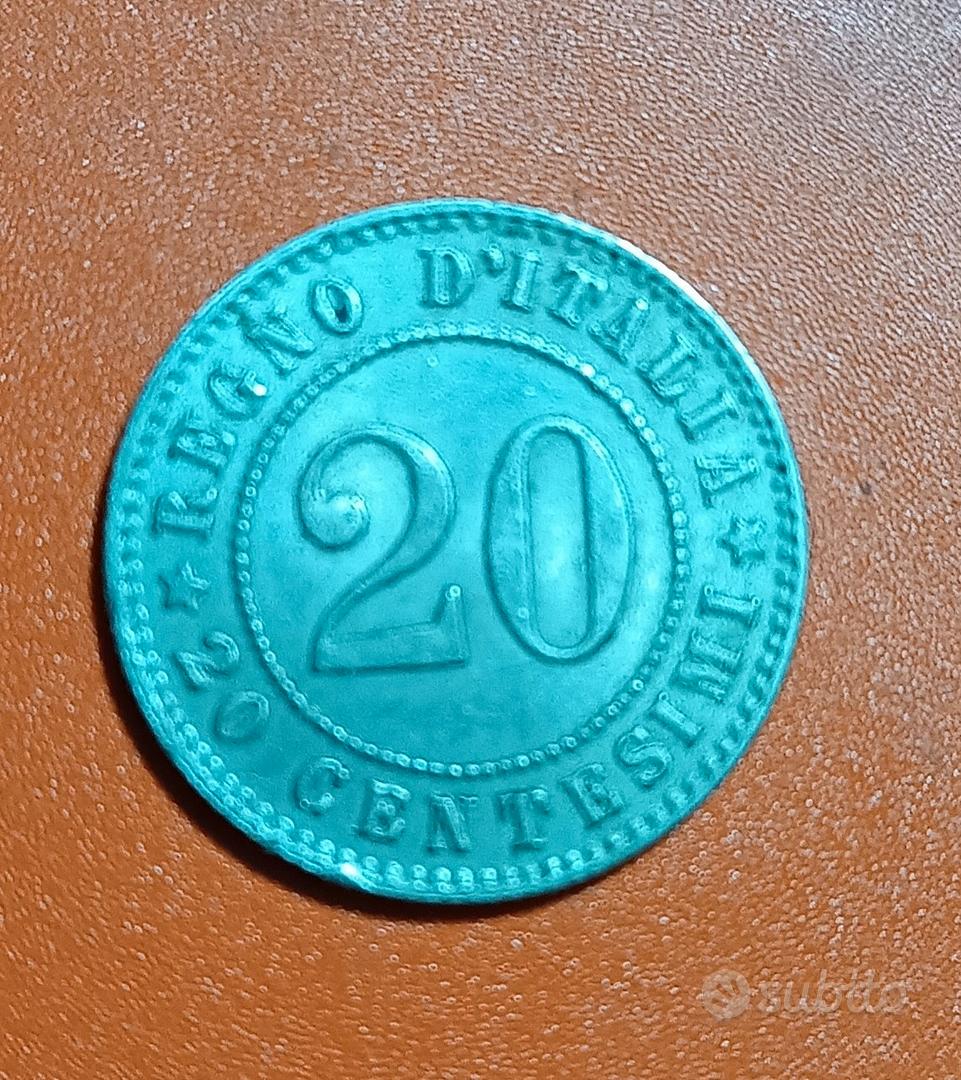 REGNO D'ITALIA
20
20 CENTESIMI
subito